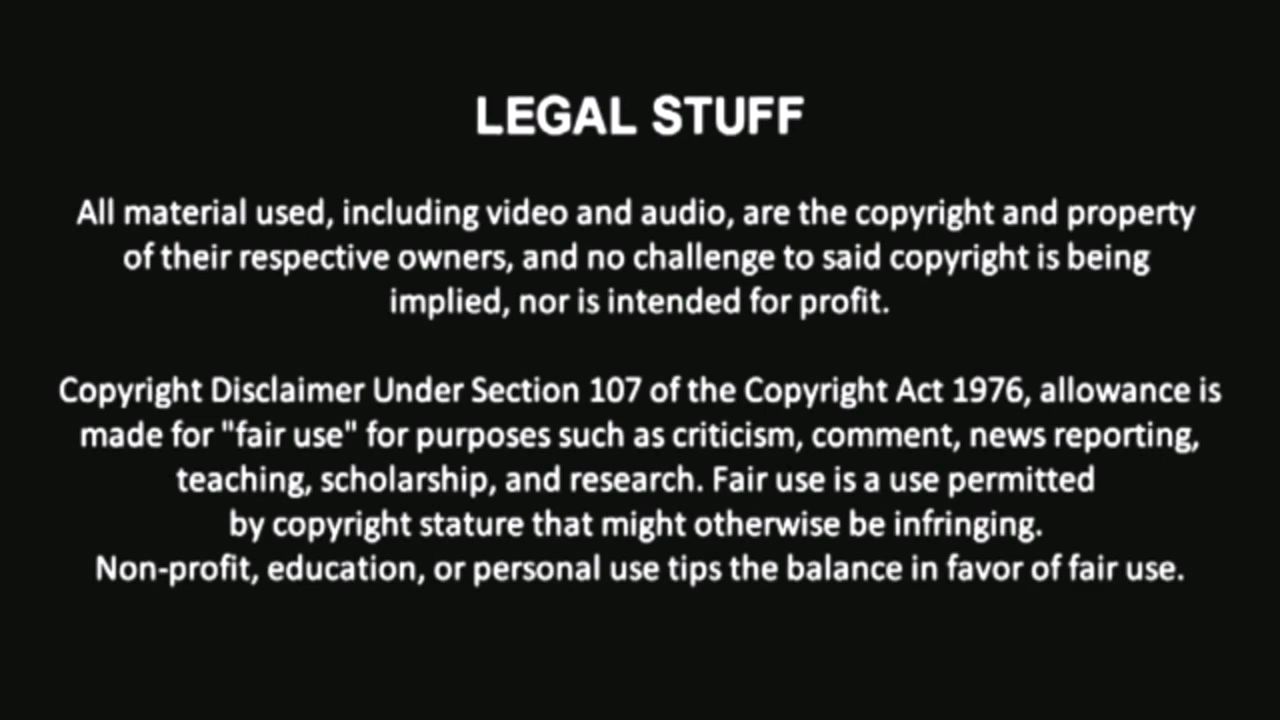 LEGAL STUFF
All material used, including video and audio, are the copyright and property
of their respective owners, and no challenge to said copyright is being
implied, nor is intended for profit.
Copyright Disclaimer Under Section 107 of the Copyright Act 1976, allowance is
made for "fair use" for purposes such as criticism, comment, news reporting,
teaching, scholarship, and research. Fair use is a use permitted
by copyright stature that might otherwise be infringing.
Non-profit, education, or personal use tips the balance in favor of fair use.